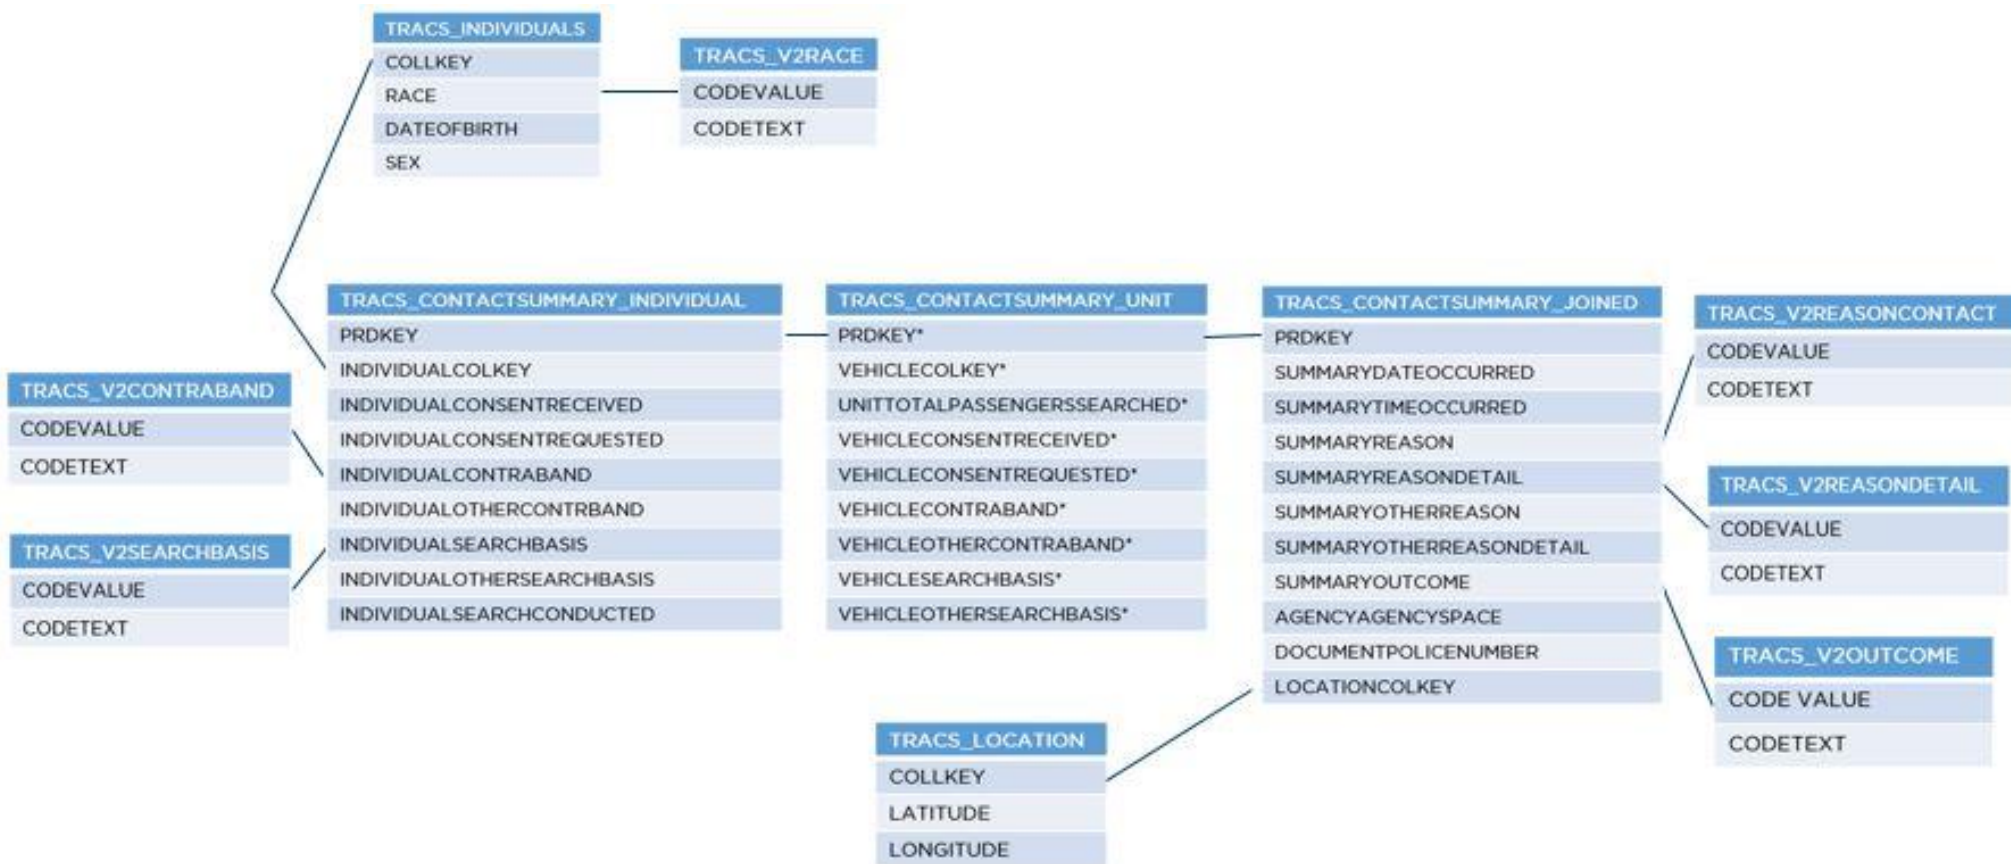 TRACS_INDIVIDUALS
COLLKEY
RACE
DATEOFBIRTH
SEX
TRACS_V2RACE
CODEVALUE
CODETEXT
TRACS_V2CONTRABAND
CODEVALUE
CODETEXT
TRACS_V2SEARCHBASIS
CODEVALUE
CODETEXT
TRACS_CONTACTSUMMARY_INDIVIDUAL
PRDKEY
INDIVIDUALCOLKEY
INDIVIDUALCONSENTRECEIVED
INDIVIDUALCONSENTREQUESTED
INDIVIDUALCONTRABAND
INDIVIDUALOTHERCONTRBAND
INDIVIDUALSEARCHBASIS
INDIVIDUALOTHERSEARCHBASIS
INDIVIDUALSEARCHCONDUCTED
TRACS_CONTACTSUMMARY_UNIT
PRDKEY*
VEHICLECOLKEY*
UNITTOTALPASSENGERSSEARCHED*
VEHICLECONSENTRECEIVED*
VEHICLECONSENTREQUESTED*
VEHICLECONTRABAND*
VEHICLEOTHERCONTRABAND*
VEHICLESEARCHBASIS*
VEHICLEOTHERSEARCHBASIS*
TRACS_CONTACTSUMMARY_JOINED
PRDKEY
SUMMARYDATEOCCURRED
SUMMARYTIMEOCCURRED
SUMMARYREASON
SUMMARYREASONDETAIL
SUMMARYOTHERREASON
SUMMARYOTHERREASONDETAIL
SUMMARYOUTCOME
AGENCYAGENCYSPACE
DOCUMENTPOLICENUMBER
LOCATIONCOLKEY
TRACS_V2REASONCONTACT
CODEVALUE
CODETEXT
TRACS_V2REASONDETAIL
CODEVALUE
CODETEXT
TRACS_V2OUTCOME
CODE VALUE
CODETEXT
TRACS_LOCATION
COLLKEY
LATITUDE
LONGITUDE